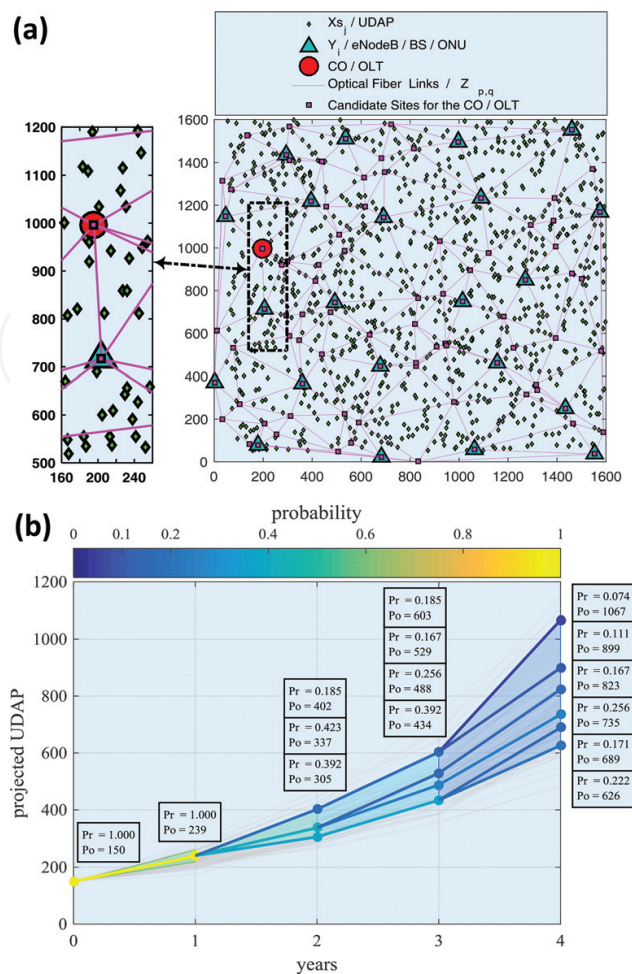 (a)
Xs j / UDAP
Y i / eNodeB / BS / ONU
CO / OLT
Optical Fiber Links / Z p,q
Candidate Sites for the CO / OLT
1200
1100
1000
900
800
700
600
500
160 200 240
1600
1400
1200
1000
800
600
400
200
0
0 200 400 600 800 1000 1200 1400 1600
(b)
probability
0 0.1 0.2 0.4 0.6 0.8 1
projected UDAP
1200
1000
800
600
400
200
0
Pr = 1.000
Po = 150
Pr = 1.000
Po = 239
Pr = 0.185
Po = 402
Pr = 0.423
Po = 337
Pr = 0.392
Po = 305
Pr = 0.185
Po = 603
Pr = 0.167
Po = 529
Pr = 0.256
Po = 488
Pr = 0.392
Po = 434
Pr = 0.074
Po = 1067
Pr = 0.111
Po = 899
Pr = 0.167
Po = 823
Pr = 0.256
Po = 735
Pr = 0.171
Po = 689
Pr = 0.222
Po = 626
0 1 2 3 4
years